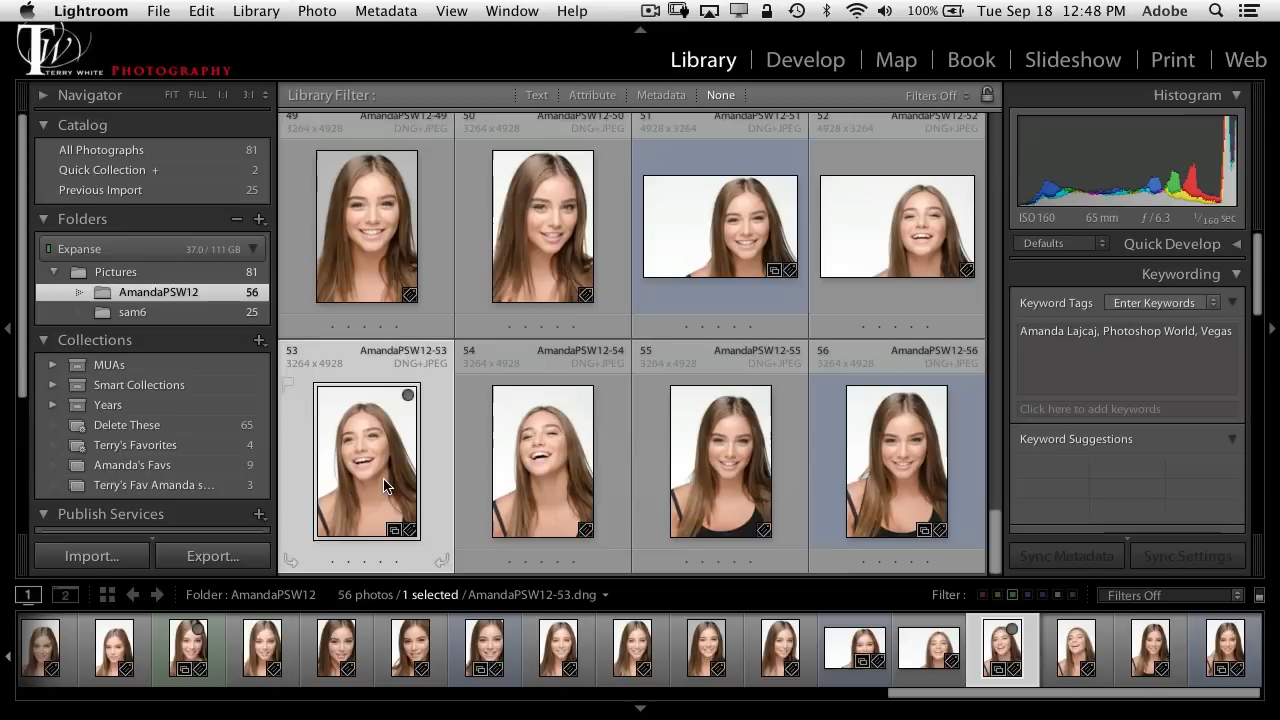 Lightroom File Edit Library Photo Metadata View Window Help 100% Tue Sep 18 12:48 PM Adobe
TW
TERRY WHITE PHOTOGRAPHY
Library Develop Map Book Slideshow Print Web
Navigator FIT FILL 1:1 3:1
Library Filter : Text Attribute Metadata None Filters Off
Histogram
Catalog
All Photographs 81
Quick Collection + 2
Previous Import 25
Folders
Expanse 37.0 / 111 GB
Pictures 81
AmandaPSW12 56
sam6 25
Collections
MUAs
Smart Collections
Years
Delete These 65
Terry's Favorites 4
Amanda's Favs 9
Terry's Fav Amanda s... 3
Publish Services
Import... Export...
49 AmandaPSW12-49
3264 x 4928 DNG+JPEG
50 AmandaPSW12-50
3264 x 4928 DNG+JPEG
51 AmandaPSW12-51
4928 x 3264 DNG+JPEG
52 AmandaPSW12-52
4928 x 3264 DNG+JPEG
53 AmandaPSW12-53
3264 x 4928 DNG+JPEG
54 AmandaPSW12-54
3264 x 4928 DNG+JPEG
55 AmandaPSW12-55
3264 x 4928 DNG+JPEG
56 AmandaPSW12-56
3264 x 4928 DNG+JPEG
ISO 160 65 mm ƒ / 6.3 1/160 sec
Defaults Quick Develop
Keywording
Keyword Tags Enter Keywords
Amanda Lajcaj, Photoshop World, Vegas
Click here to add keywords
Keyword Suggestions
Sync Metadata Sync Settings
1 2 Folder : AmandaPSW12 56 photos / 1 selected / AmandaPSW12-53.dng Filter : Filters Off